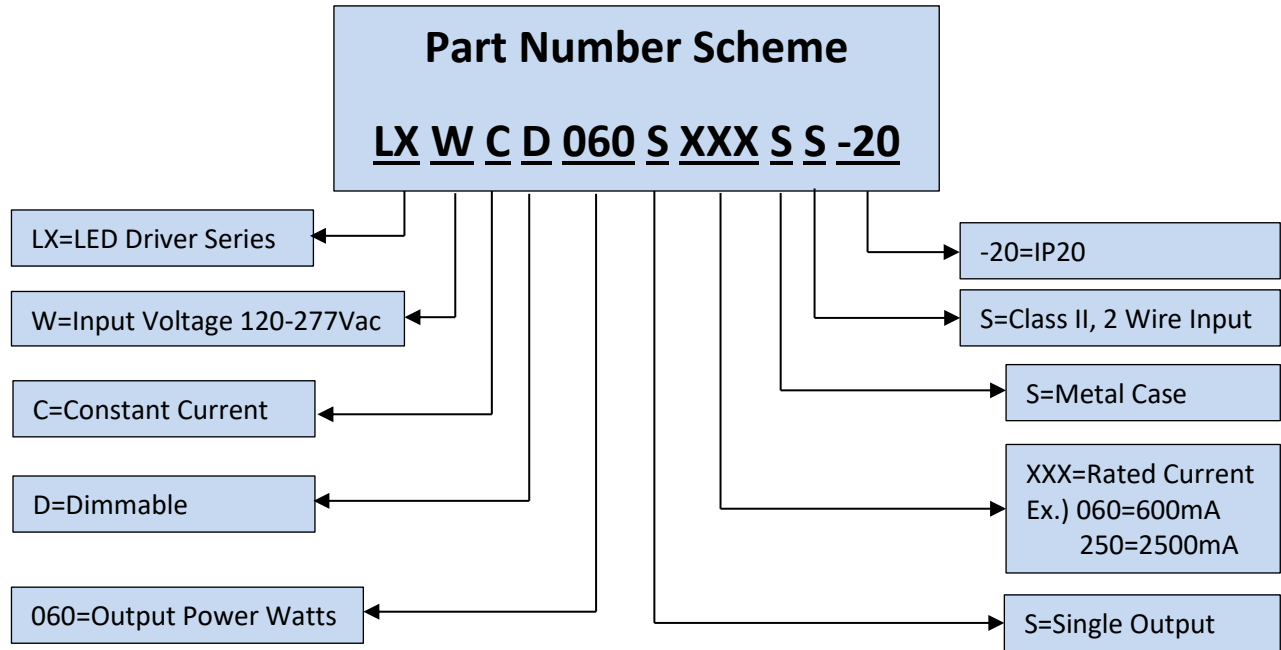 Part Number Scheme
LX W C D 060 S XXX S S -20
LX=LED Driver Series
W=Input Voltage 120-277Vac
C=Constant Current
D=Dimmable
060=Output Power Watts
-20=IP20
S=Class II, 2 Wire Input
S=Metal Case
XXX=Rated Current
Ex.) 060=600mA
250=2500mA
S=Single Output